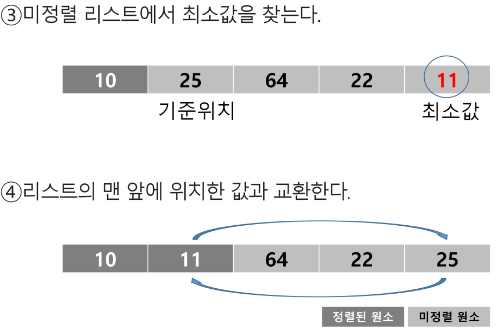 ③미정렬 리스트에서 최소값을 찾는다.
10 25 64 22 11
기준위치 최소값
④리스트의 맨 앞에 위치한 값과 교환한다.
10 11 64 22 25
정렬된 원소 미정렬 원소